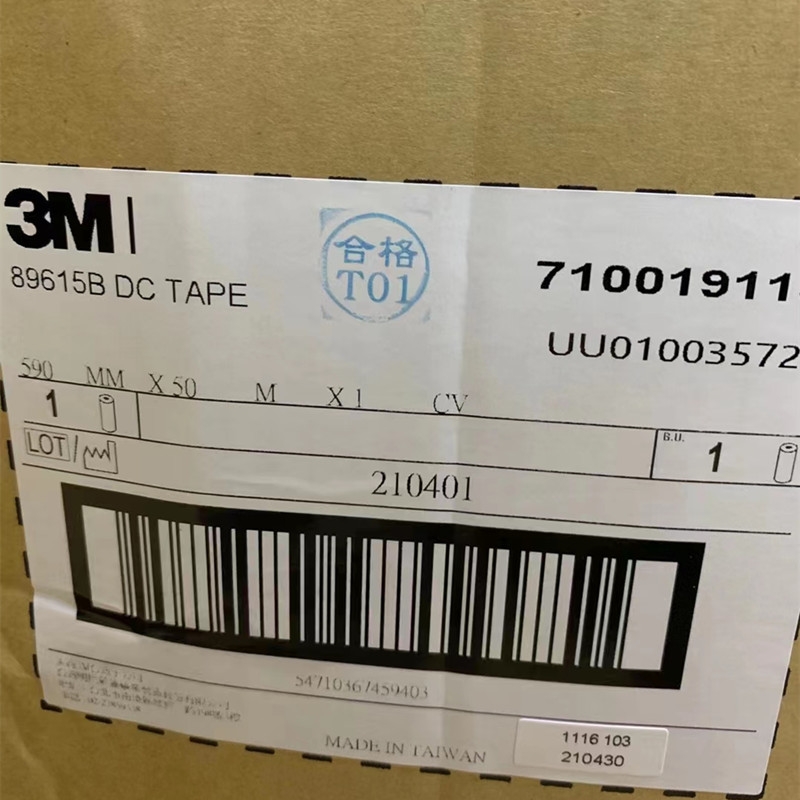 3M
合格
T01
89615B DC TAPE
71001911
UU01003572
590 MM X 50 M X 1 CV
1
B.U.
1
LOT
210401
54710367459403
MADE IN TAIWAN
1116 103
210430